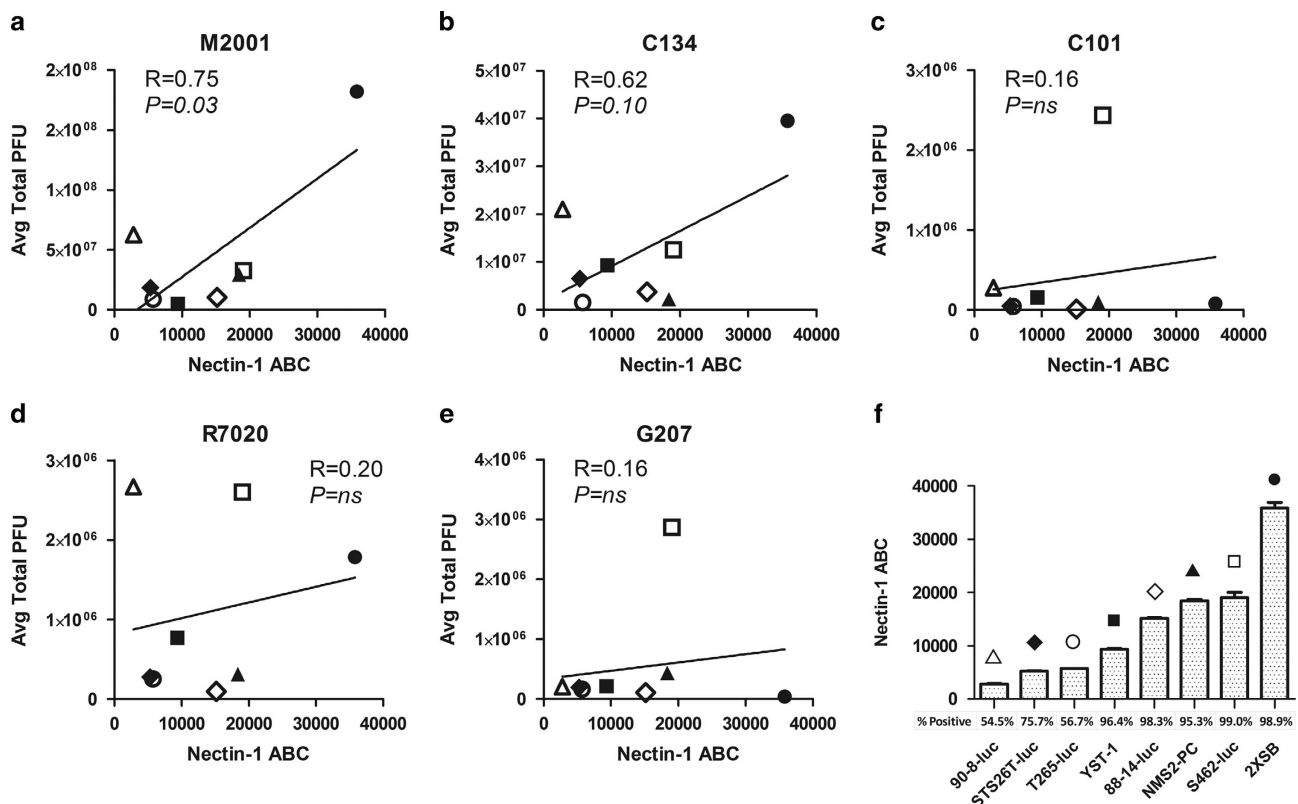 a
M2001
R=0.75
P=0.03
2×10^08
2×10^08
1×10^08
5×10^07
0
Avg Total PFU
0 10000 20000 30000 40000
Nectin-1 ABC
b
C134
R=0.62
P=0.10
5×10^07
4×10^07
3×10^07
2×10^07
1×10^07
0
Avg Total PFU
0 10000 20000 30000 40000
Nectin-1 ABC
c
C101
R=0.16
P=ns
3×10^06
2×10^06
1×10^06
0
Avg Total PFU
0 10000 20000 30000 40000
Nectin-1 ABC
d
R7020
R=0.20
P=ns
3×10^06
2×10^06
1×10^06
0
Avg Total PFU
0 10000 20000 30000 40000
Nectin-1 ABC
e
G207
R=0.16
P=ns
4×10^06
3×10^06
2×10^06
1×10^06
0
Avg Total PFU
0 10000 20000 30000 40000
Nectin-1 ABC
f
40000
30000
20000
10000
0
Nectin-1 ABC
% Positive 54.5% 75.7% 56.7% 96.4% 98.3% 95.3% 99.0% 98.9%
90-8-luc STS26T-luc T265-luc YST-1 88-14-luc NMS2-PC S462-luc 2XSB